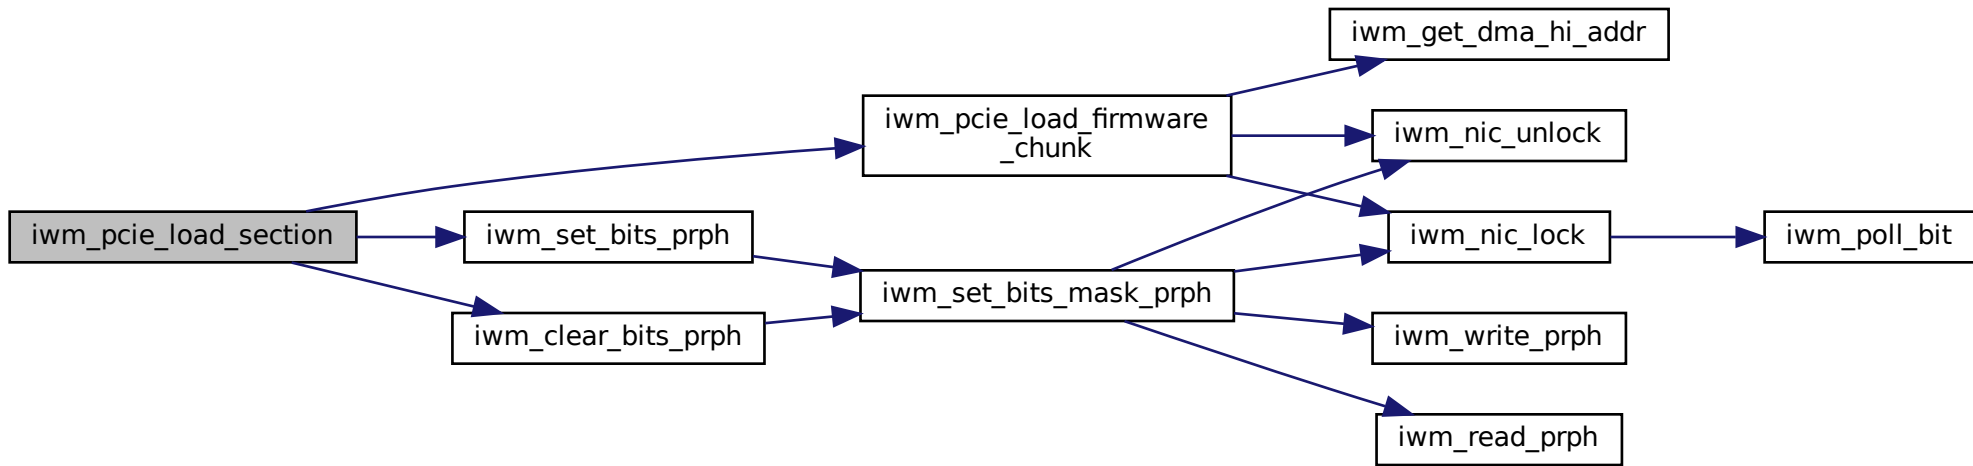 iwm_get_dma_hi_addr
iwm_pcie_load_firmware
_chunk
iwm_nic_unlock
iwm_pcie_load_section
iwm_set_bits_prph
iwm_nic_lock
iwm_poll_bit
iwm_set_bits_mask_prph
iwm_clear_bits_prph
iwm_write_prph
iwm_read_prph